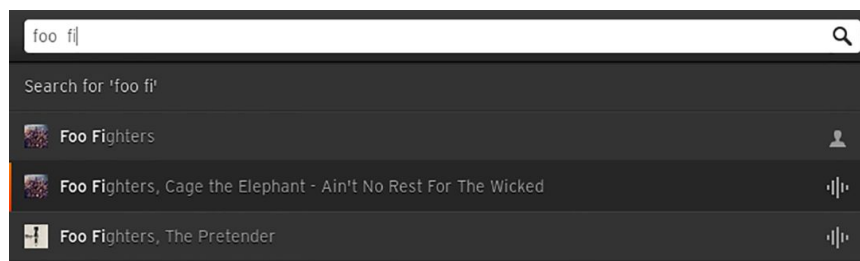 foo fi
Search for 'foo fi'
Foo Fighters
Foo Fighters, Cage the Elephant - Ain't No Rest For The Wicked
Foo Fighters, The Pretender